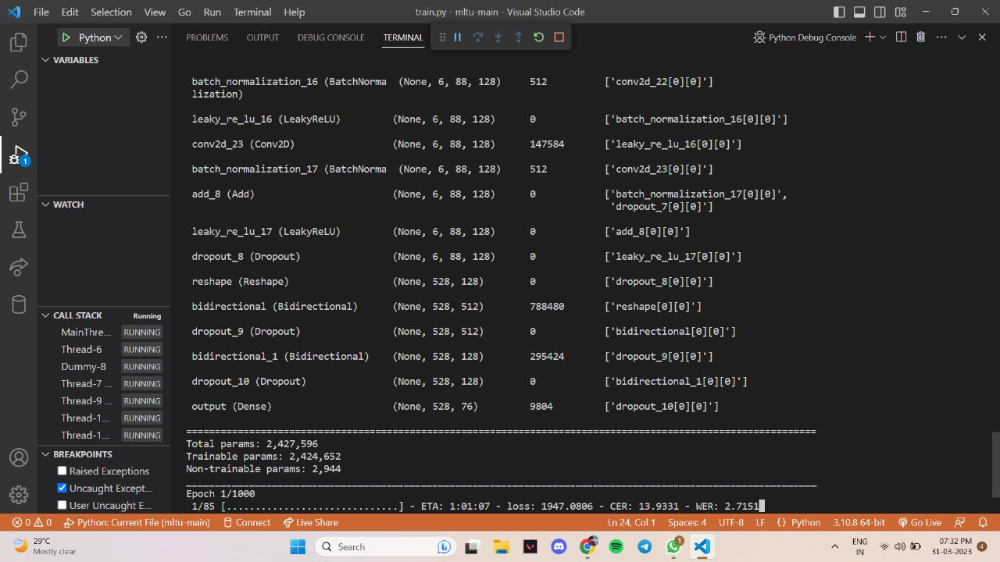 File Edit Selection View Go Run Terminal Help train.py - mltu-main - Visual Studio Code
Python PROBLEMS OUTPUT DEBUG CONSOLE TERMINAL Python Debug Console
VARIABLES
WATCH
CALL STACK Running
MainThre... RUNNING
Thread-6 RUNNING
Dummy-8 RUNNING
Thread-7 ... RUNNING
Thread-9 ... RUNNING
Thread-1... RUNNING
Thread-1... RUNNING
BREAKPOINTS
Raised Exceptions
Uncaught Except...
User Uncaught E...
1
batch_normalization_16 (BatchNorma (None, 6, 88, 128) 512 ['conv2d_22[0][0]']
lization)
leaky_re_lu_16 (LeakyReLU) (None, 6, 88, 128) 0 ['batch_normalization_16[0][0]']
conv2d_23 (Conv2D) (None, 6, 88, 128) 147584 ['leaky_re_lu_16[0][0]']
batch_normalization_17 (BatchNorma (None, 6, 88, 128) 512 ['conv2d_23[0][0]']
add_8 (Add) (None, 6, 88, 128) 0 ['batch_normalization_17[0][0]',
'dropout_7[0][0]']
leaky_re_lu_17 (LeakyReLU) (None, 6, 88, 128) 0 ['add_8[0][0]']
dropout_8 (Dropout) (None, 6, 88, 128) 0 ['leaky_re_lu_17[0][0]']
reshape (Reshape) (None, 528, 128) 0 ['dropout_8[0][0]']
bidirectional (Bidirectional) (None, 528, 512) 788480 ['reshape[0][0]']
dropout_9 (Dropout) (None, 528, 512) 0 ['bidirectional[0][0]']
bidirectional_1 (Bidirectional) (None, 528, 128) 295424 ['dropout_9[0][0]']
dropout_10 (Dropout) (None, 528, 128) 0 ['bidirectional_1[0][0]']
output (Dense) (None, 528, 76) 9804 ['dropout_10[0][0]']
==================================================================================================
Total params: 2,427,596
Trainable params: 2,424,652
Non-trainable params: 2,944
__________________________________________________________________________________________________
Epoch 1/1000
1/85 [..............................] - ETA: 1:01:07 - loss: 1947.0806 - CER: 13.9331 - WER: 2.7151
0 0 Python: Current File (mltu-main) Connect Live Share Ln 24, Col 1 Spaces: 4 UTF-8 LF {} Python 3.10.8 64-bit Go Live
29°C
Mostly clear
Search
1
ENG
IN
1:07:32 PM
31-03-2023
4